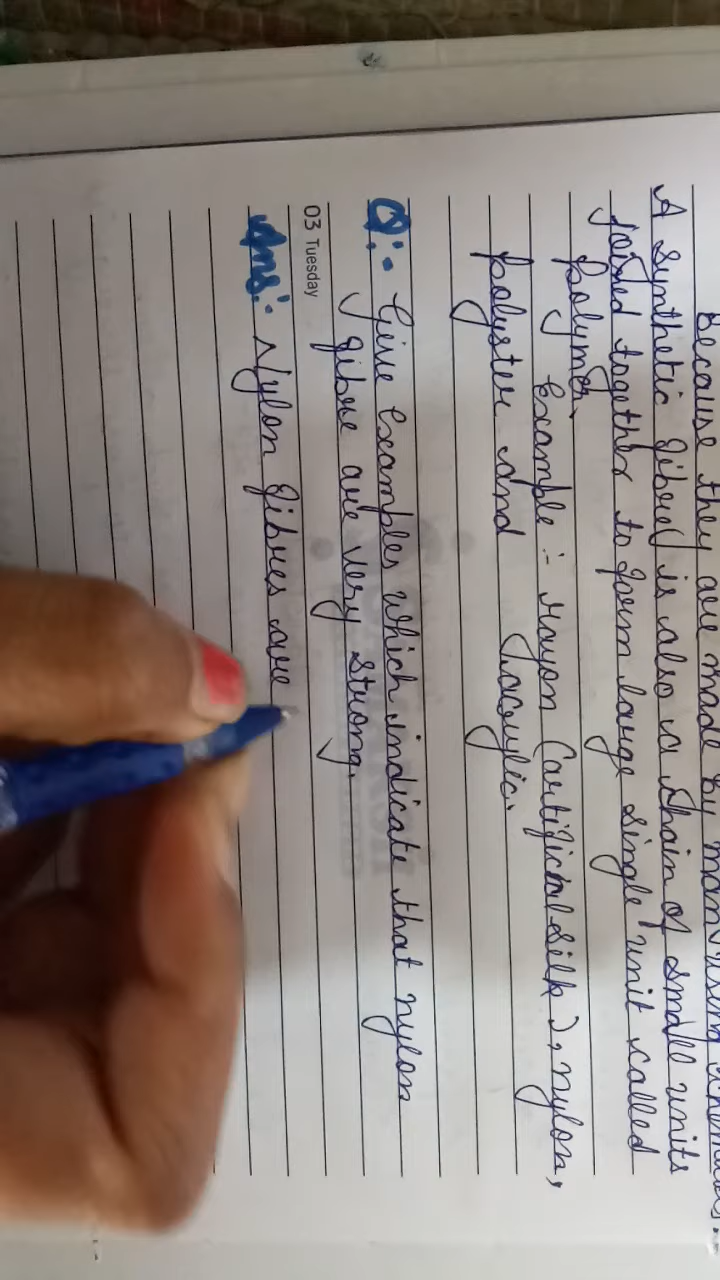 Because they are made by man using chemicals.
A synthetic fibre is also a chain of small units
joined together to form large single unit called
polymer.
Example :- rayon (artificial silk), nylon,
polyster and acrylic.
Q:- Give examples which indicate that nylon
fibre are very strong.
03 Tuesday
Ans:- Nylon fibres are